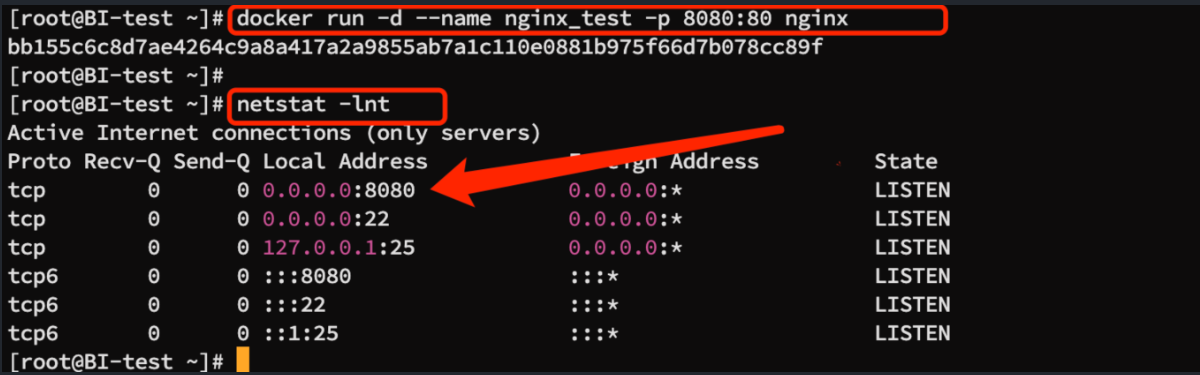 [root@BI-test ~]# docker run -d --name nginx_test -p 8080:80 nginx
bb155c6c8d7ae4264c9a8a417a2a9855ab7a1c110e0881b975f66d7b078cc89f
[root@BI-test ~]#
[root@BI-test ~]# netstat -lnt
Active Internet connections (only servers)
Proto Recv-Q Send-Q Local Address Address State
tcp 0 0 0.0.0.0:8080 0.0.0.0:* LISTEN
tcp 0 0 0.0.0.0:22 0.0.0.0:* LISTEN
tcp 0 0 127.0.0.1:25 0.0.0.0:* LISTEN
tcp6 0 0 :::8080 :::* LISTEN
tcp6 0 0 :::22 :::* LISTEN
tcp6 0 0 ::1:25 :::* LISTEN
[root@BI-test ~]#